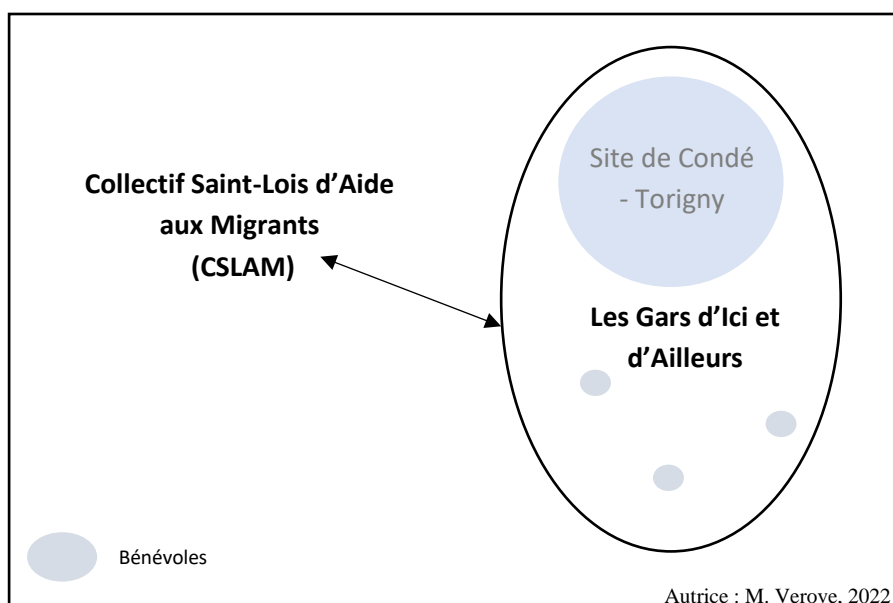 Collectif Saint-Lois d’Aide
aux Migrants
(CSLAM)
Site de Condé
- Torigny
Les Gars d’Ici et
d’Ailleurs
Bénévoles
Autrice : M. Verove, 2022